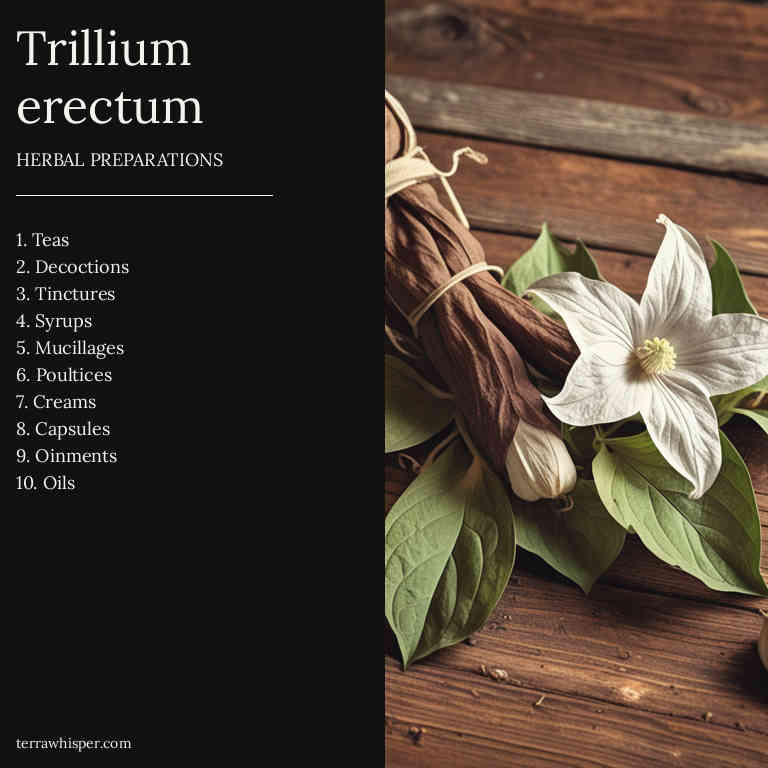 Trillium
erectum
HERBAL PREPARATIONS
1. Teas
2. Decoctions
3. Tinctures
4. Syrups
5. Mucillages
6. Poultices
7. Creams
8. Capsules
9. Oinments
10. Oils
terrawhisper.com